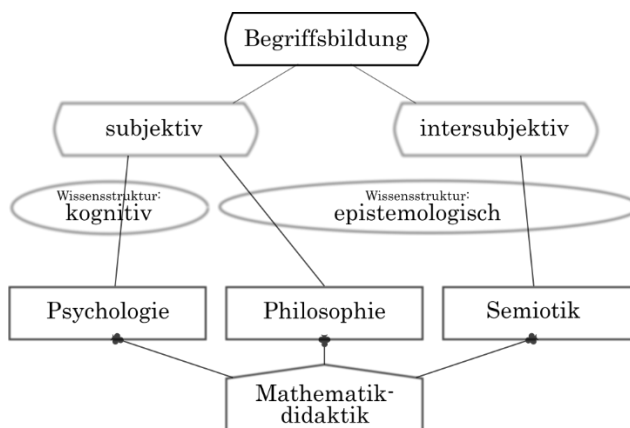 Begriffsbildung
subjektiv
intersubjektiv
Wissensstruktur:
kognitiv
Wissensstruktur:
epistemologisch
Psychologie
Philosophie
Semiotik
Mathematik-
didaktik